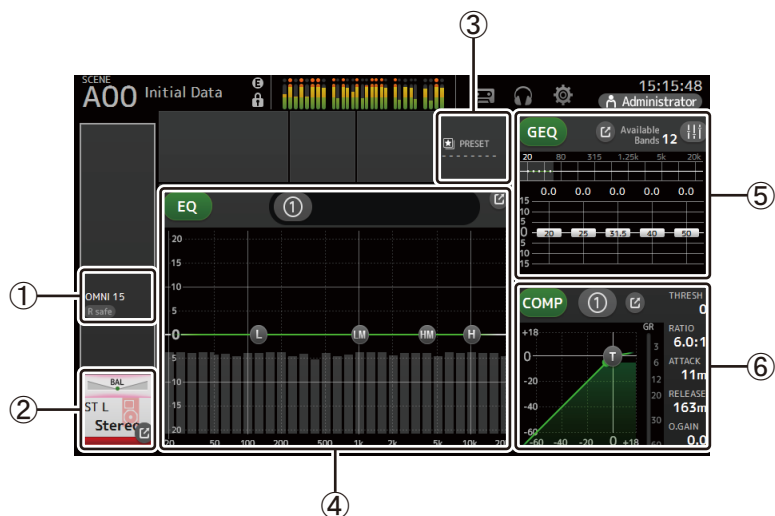 ③
SCENE
A00 Initial Data
E
15:15:48
Administrator
PRESET
GEQ
Available Bands 12
20 80 315 1.25k 5k 20k
0.0 0.0 0.0 0.0 0.0
15
10
5
0
5
10
15
20 25 31.5 40 50
⑤
EQ ①
20
15
10
5
0
5
10
15
20
L LM HM H
20 50 100 200 500 1k 2k 5k 10k 20k
①
OMNI 15
R safe
②
BAL
ST L
Stereo
COMP ①
THRESH
0
RATIO
6.0:1
ATTACK
11m
RELEASE
163m
O.GAIN
0.0
GR
3
6
12
20
30
60
+18
0
-20
-40
-60
T
-60 -40 -20 0 +18
⑥
④